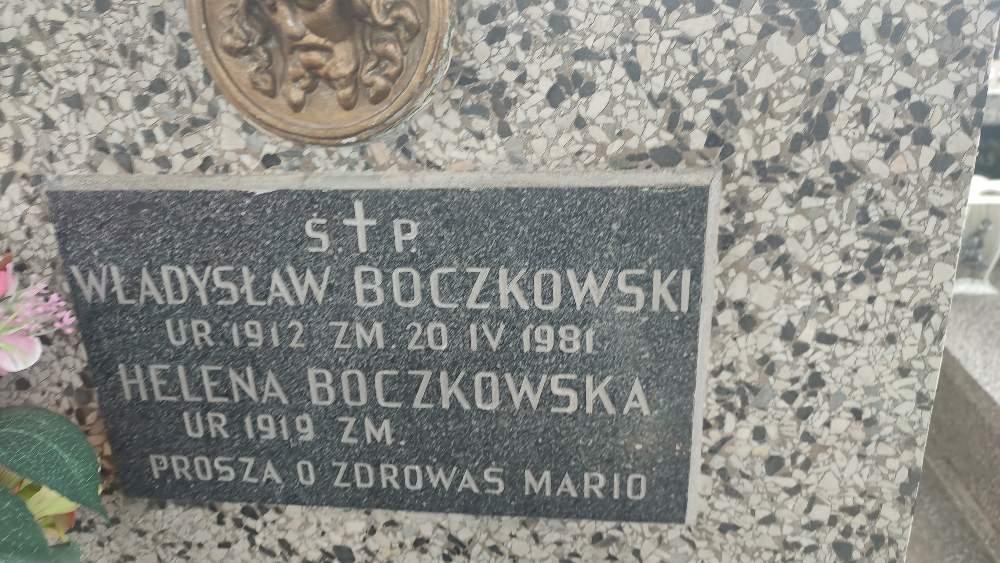 Ś. † P.
WŁADYSŁAW BOCZKOWSKI
UR. 1912 ZM. 20 IV 1981
HELENA BOCZKOWSKA
UR. 1919 ZM.
PROSZĄ O ZDROWAŚ MARIO